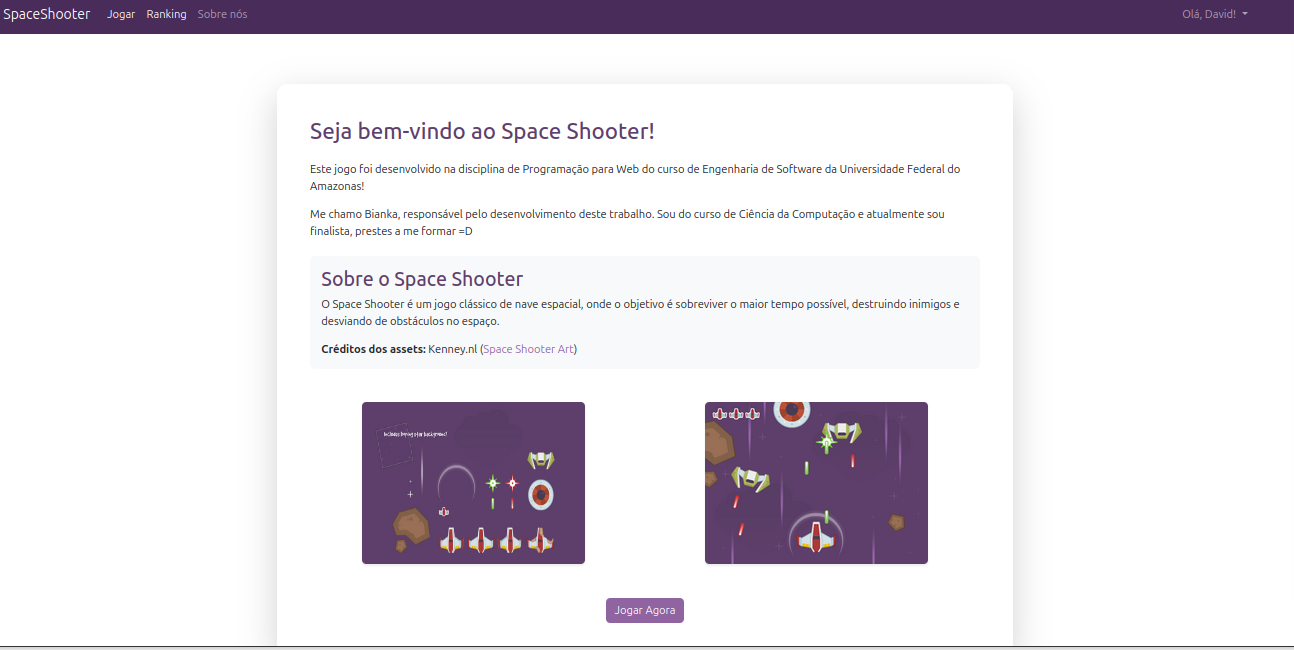 SpaceShooter Jogar Ranking Sobre nós Olá, David!
Seja bem-vindo ao Space Shooter!
Este jogo foi desenvolvido na disciplina de Programação para Web do curso de Engenharia de Software da Universidade Federal do
Amazonas!
Me chamo Bianka, responsável pelo desenvolvimento deste trabalho. Sou do curso de Ciência da Computação e atualmente sou
finalista, prestes a me formar =D
Sobre o Space Shooter
O Space Shooter é um jogo clássico de nave espacial, onde o objetivo é sobreviver o maior tempo possível, destruindo inimigos e
desviando de obstáculos no espaço.
Créditos dos assets: Kenney.nl (Space Shooter Art)
background!
Jogar Agora